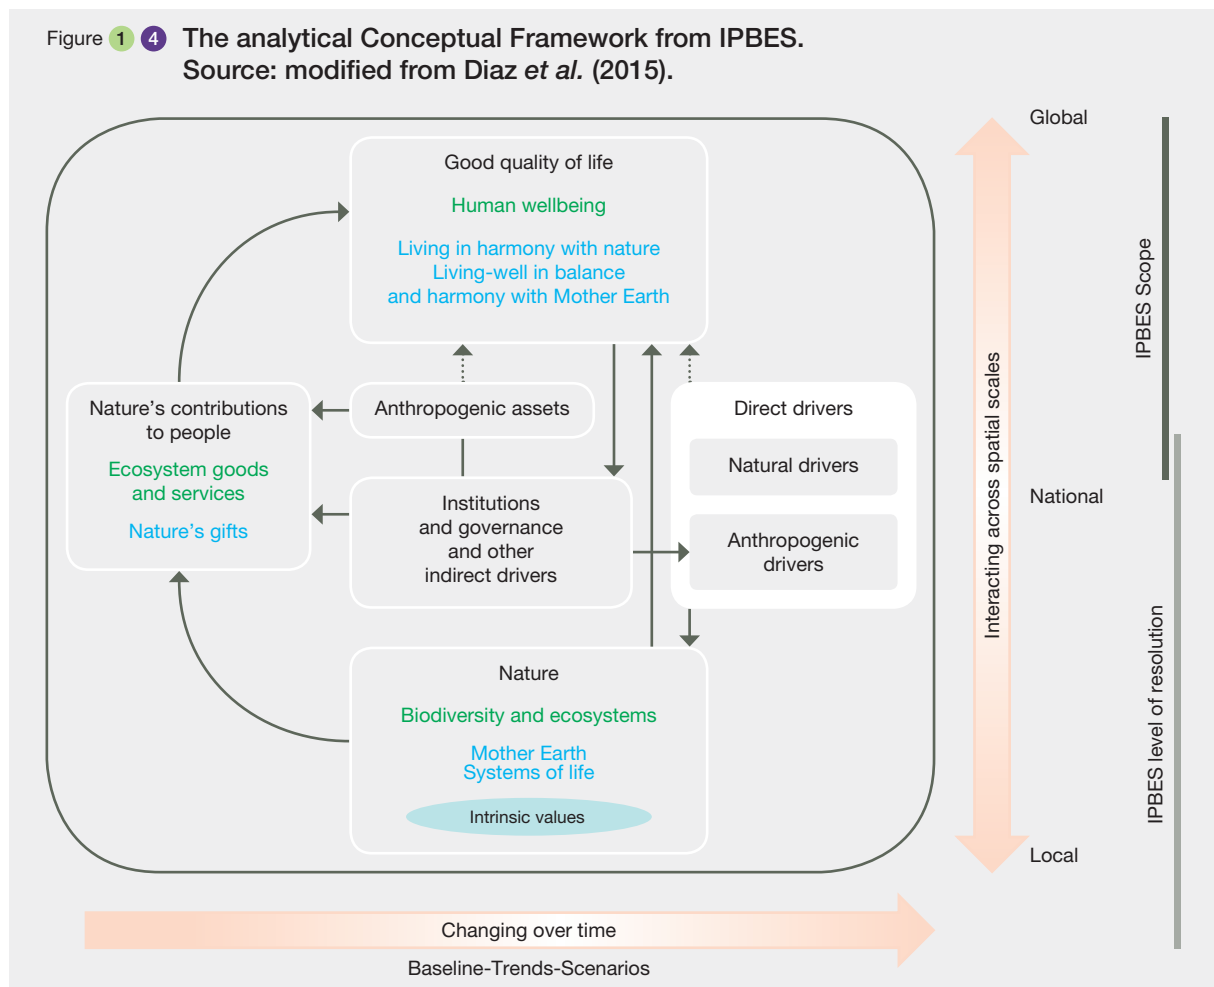 Figure 1 4 The analytical Conceptual Framework from IPBES.
Source: modified from Diaz et al. (2015).
Good quality of life
Human wellbeing
Living in harmony with nature
Living-well in balance
and harmony with Mother Earth
Nature's contributions
to people
Ecosystem goods
and services
Nature's gifts
Anthropogenic assets
Institutions
and governance
and other
indirect drivers
Direct drivers
Natural drivers
Anthropogenic
drivers
Nature
Biodiversity and ecosystems
Mother Earth
Systems of life
Intrinsic values
Changing over time
Baseline-Trends-Scenarios
Interacting across spatial scales
Global
National
Local
IPBES Scope
IPBES level of resolution